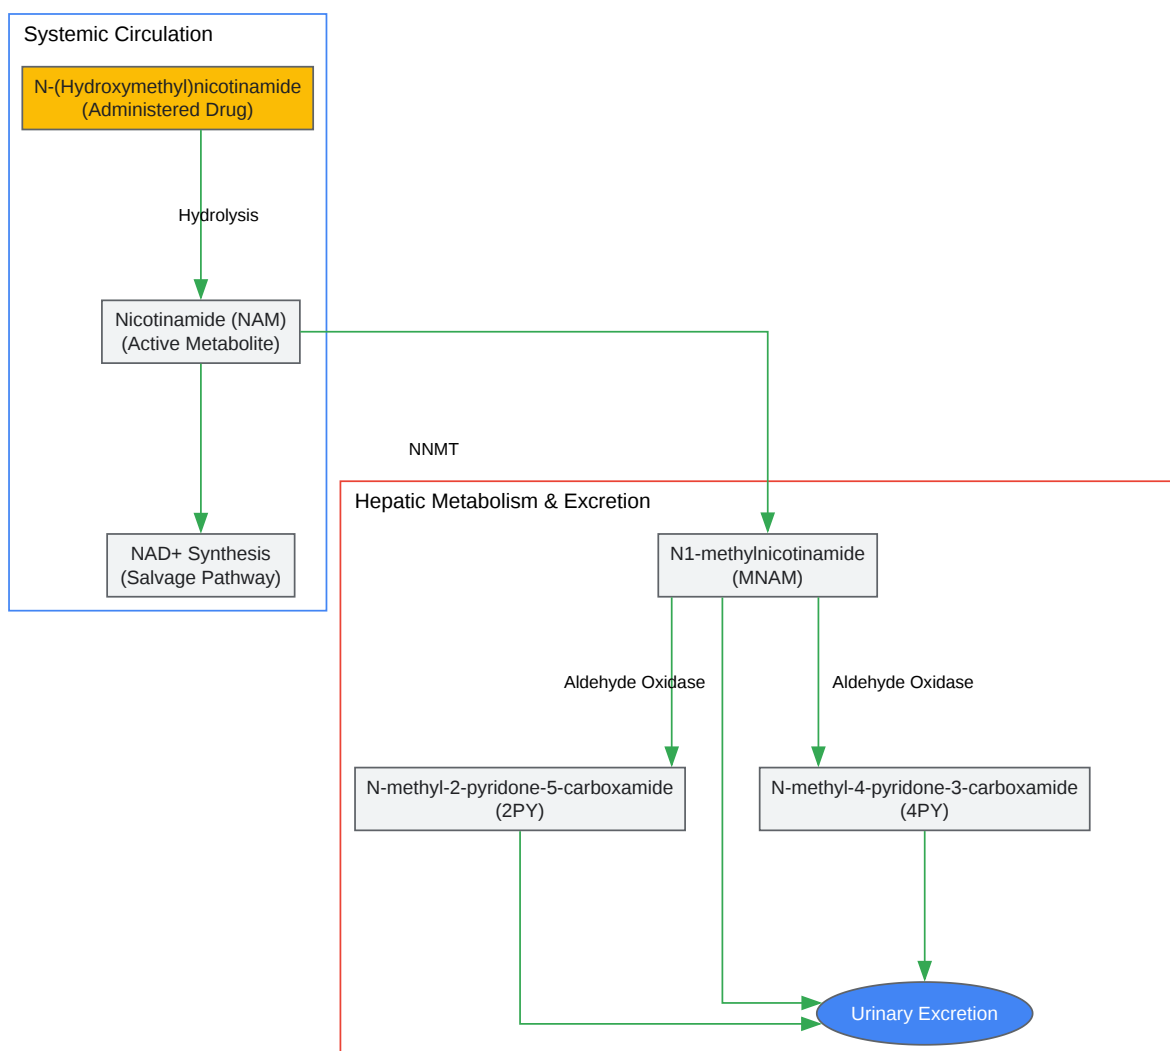 Systemic Circulation
N-(Hydroxymethyl)nicotinamide
(Administered Drug)
Hydrolysis
Nicotinamide (NAM)
(Active Metabolite)
NNMT
Hepatic Metabolism & Excretion
NAD+ Synthesis
(Salvage Pathway)
N1-methylnicotinamide
(MNAM)
Aldehyde Oxidase
Aldehyde Oxidase
N-methyl-2-pyridone-5-carboxamide
(2PY)
N-methyl-4-pyridone-3-carboxamide
(4PY)
Urinary Excretion